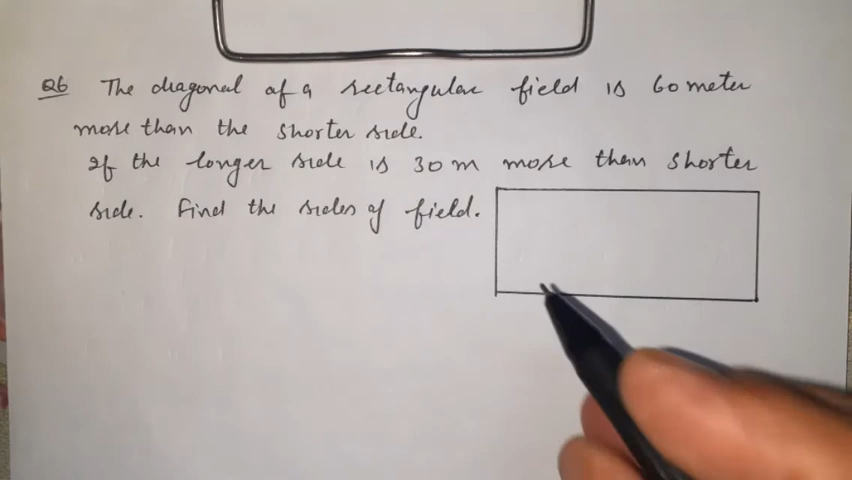 Q6 The diagonal of a rectangular field is 60 meter
more than the shorter side.
If the longer side is 30 m more than shorter
side. Find the sides of field.